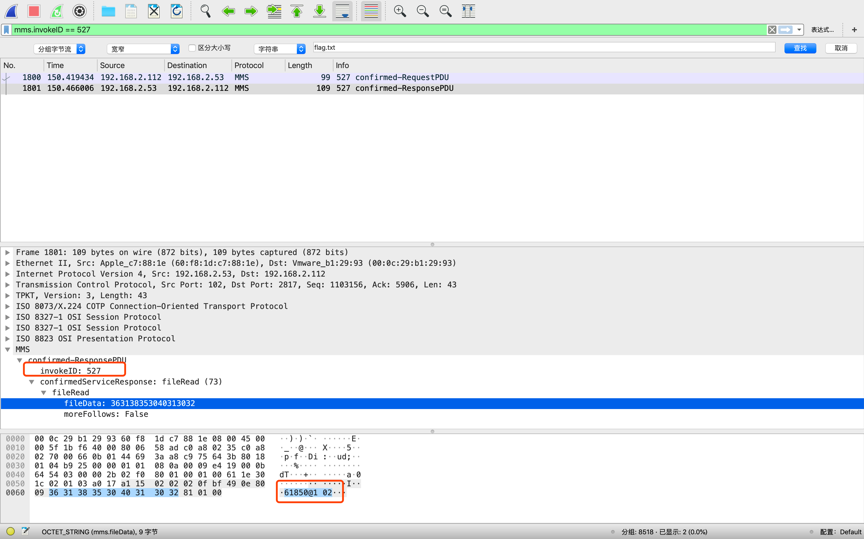 mms.invokeID == 527
表达式…
+
分组字节流
宽窄
区分大小写
字符串
flag.txt
查找
取消
No. Time Source Destination Protocol Length Info
1800 150.419434 192.168.2.112 192.168.2.53 MMS 99 527 confirmed-RequestPDU
1801 150.466006 192.168.2.53 192.168.2.112 MMS 109 527 confirmed-ResponsePDU
Frame 1801: 109 bytes on wire (872 bits), 109 bytes captured (872 bits)
Ethernet II, Src: Apple_c7:88:1e (60:f8:1d:c7:88:1e), Dst: Vmware_b1:29:93 (00:0c:29:b1:29:93)
Internet Protocol Version 4, Src: 192.168.2.53, Dst: 192.168.2.112
Transmission Control Protocol, Src Port: 102, Dst Port: 2817, Seq: 1103156, Ack: 5906, Len: 43
TPKT, Version: 3, Length: 43
ISO 8073/X.224 COTP Connection-Oriented Transport Protocol
ISO 8327-1 OSI Session Protocol
ISO 8327-1 OSI Session Protocol
ISO 8823 OSI Presentation Protocol
MMS
confirmed-ResponsePDU
invokeID: 527
confirmedServiceResponse: fileRead (73)
fileRead
fileData: 363138353040313032
moreFollows: False
0000 00 0c 29 b1 29 93 60 f8 1d c7 88 1e 08 00 45 00 ··)·)·`· ······E·
0010 00 5f 1b f6 40 00 80 06 58 ad c0 a8 02 35 c0 a8 ·_··@··· X····5··
0020 02 70 00 66 0b 01 44 69 3a a8 c9 75 64 3b 80 18 ·p·f··Di :··ud;··
0030 01 04 b9 25 00 00 01 01 08 0a 00 09 e4 19 00 0b ···%···· ········
0040 64 54 03 00 00 2b 02 f0 80 01 00 01 00 61 1e 30 dT···+·· ·····a·0
0050 1c 02 01 03 a0 17 a1 15 02 02 02 0f bf 49 0e 80 ········ ·····I··
0060 09 36 31 38 35 30 40 31 30 32 81 01 00 ·61850@1 02···
OCTET_STRING (mms.fileData), 9 字节
分组: 8518 · 已显示: 2 (0.0%)
配置: Default